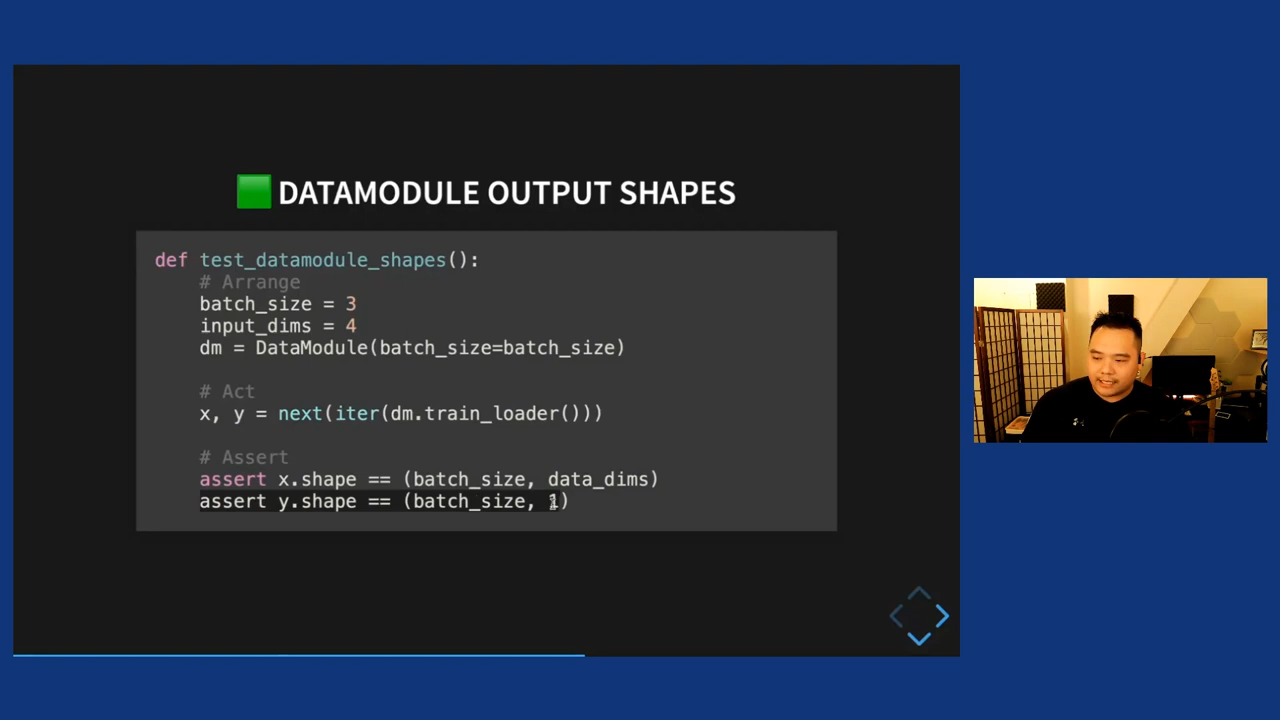 DATAMODULE OUTPUT SHAPES
def test_datamodule_shapes():
# Arrange
batch_size = 3
input_dims = 4
dm = DataModule(batch_size=batch_size)
# Act
x, y = next(iter(dm.train_loader()))
# Assert
assert x.shape == (batch_size, data_dims)
assert y.shape == (batch_size, 1)